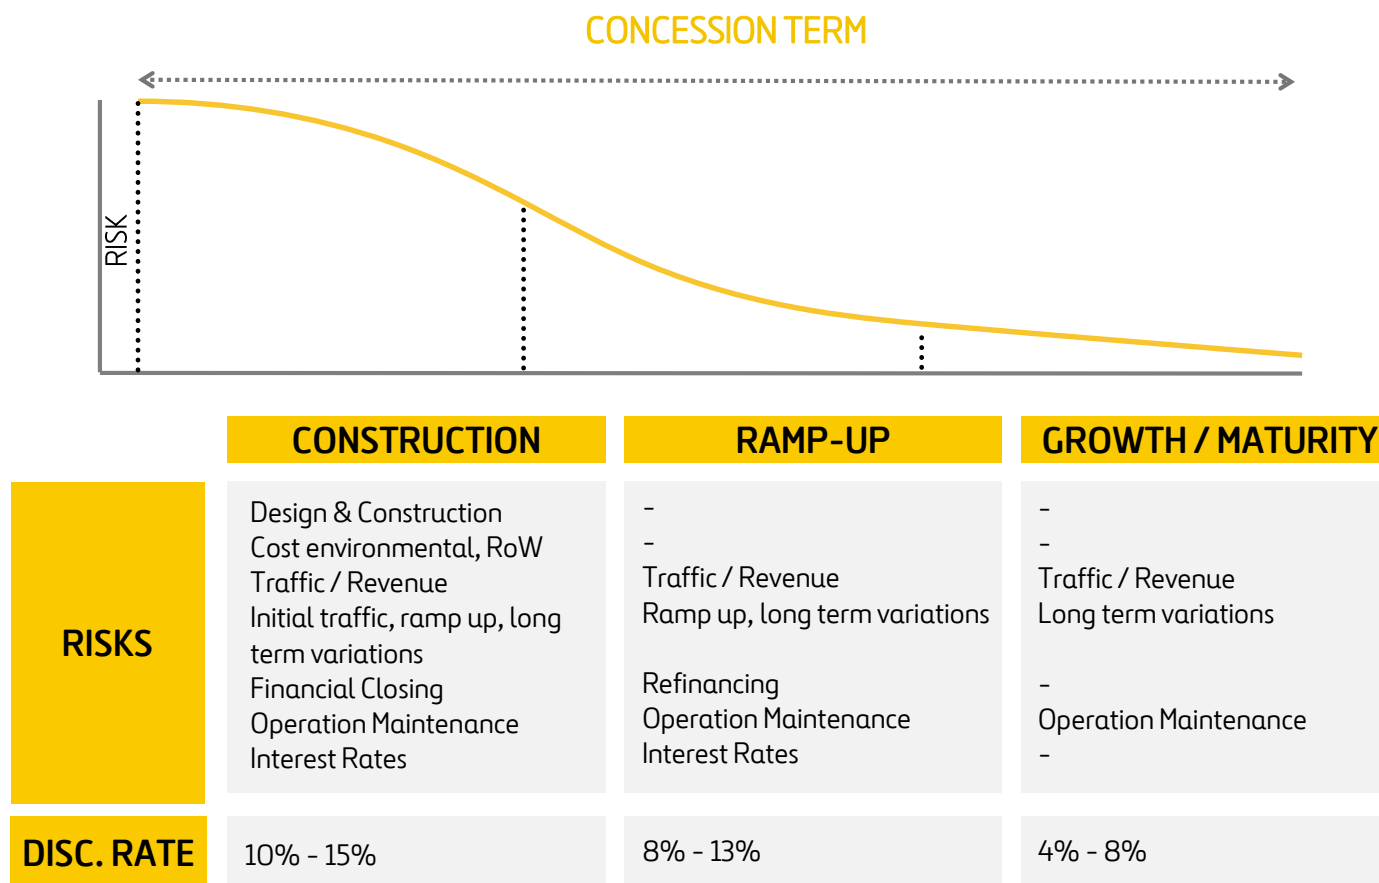 CONCESSION TERM
RISK
CONSTRUCTION
RAMP-UP
GROWTH / MATURITY
RISKS
Design & Construction
Cost environmental, RoW
Traffic / Revenue
Initial traffic, ramp up, long
term variations
Financial Closing
Operation Maintenance
Interest Rates
-
-
Traffic / Revenue
Ramp up, long term variations
Refinancing
Operation Maintenance
Interest Rates
-
-
Traffic / Revenue
Long term variations
-
Operation Maintenance
-
DISC. RATE
10% - 15%
8% - 13%
4% - 8%